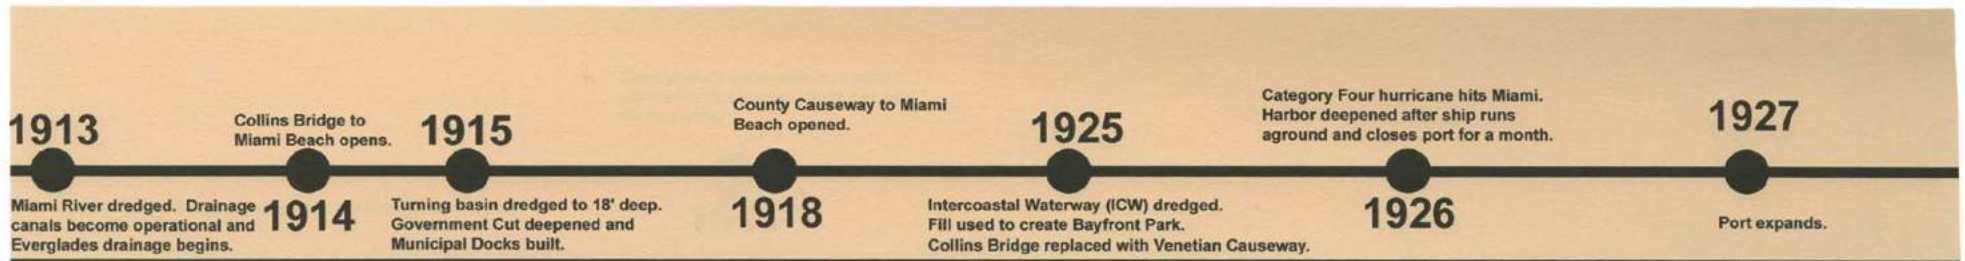 1913
Miami River dredged. Drainage
canals become operational and
Everglades drainage begins.
Collins Bridge to
Miami Beach opens.
1914
1915
Turning basin dredged to 18' deep.
Government Cut deepened and
Municipal Docks built.
County Causeway to Miami
Beach opened.
1918
1925
Intercoastal Waterway (ICW) dredged.
Fill used to create Bayfront Park.
Collins Bridge replaced with Venetian Causeway.
Category Four hurricane hits Miami.
Harbor deepened after ship runs
aground and closes port for a month.
1926
1927
Port expands.